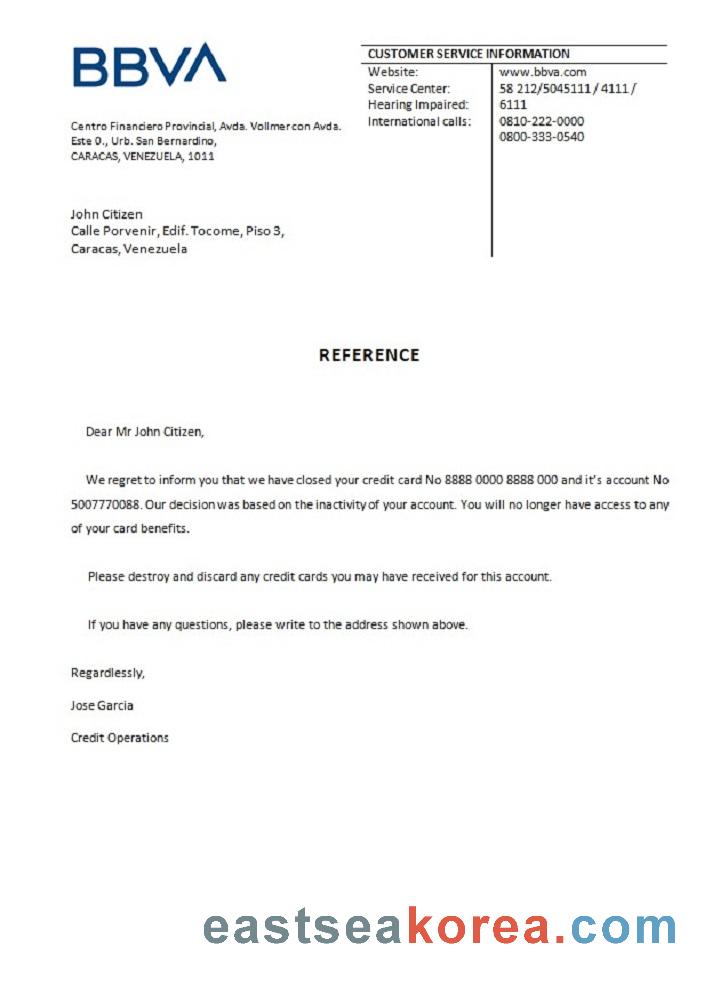 BBVA
CUSTOMER SERVICE INFORMATION
Website: www.bbva.com
Service Center: 58 212/5045111 / 4111 /
Hearing Impaired: 6111
International calls: 0810-222-0000
0800-333-0540
Centro Financiero Provincial, Avda. Vollmer con Avda.
Este 0., Urb. San Bernardino,
CARACAS, VENEZUELA, 1011
John Citizen
Calle Porvenir, Edif. Tocome, Piso 3,
Caracas, Venezuela
REFERENCE
Dear Mr John Citizen,
We regret to inform you that we have closed your credit card No 8888 0000 8888 000 and it's account No
5007770088. Our decision was based on the inactivity of your account. You will no longer have access to any
of your card benefits.
Please destroy and discard any credit cards you may have received for this account.
If you have any questions, please write to the address shown above.
Regardlessly,
Jose Garcia
Credit Operations
eastseakorea.com